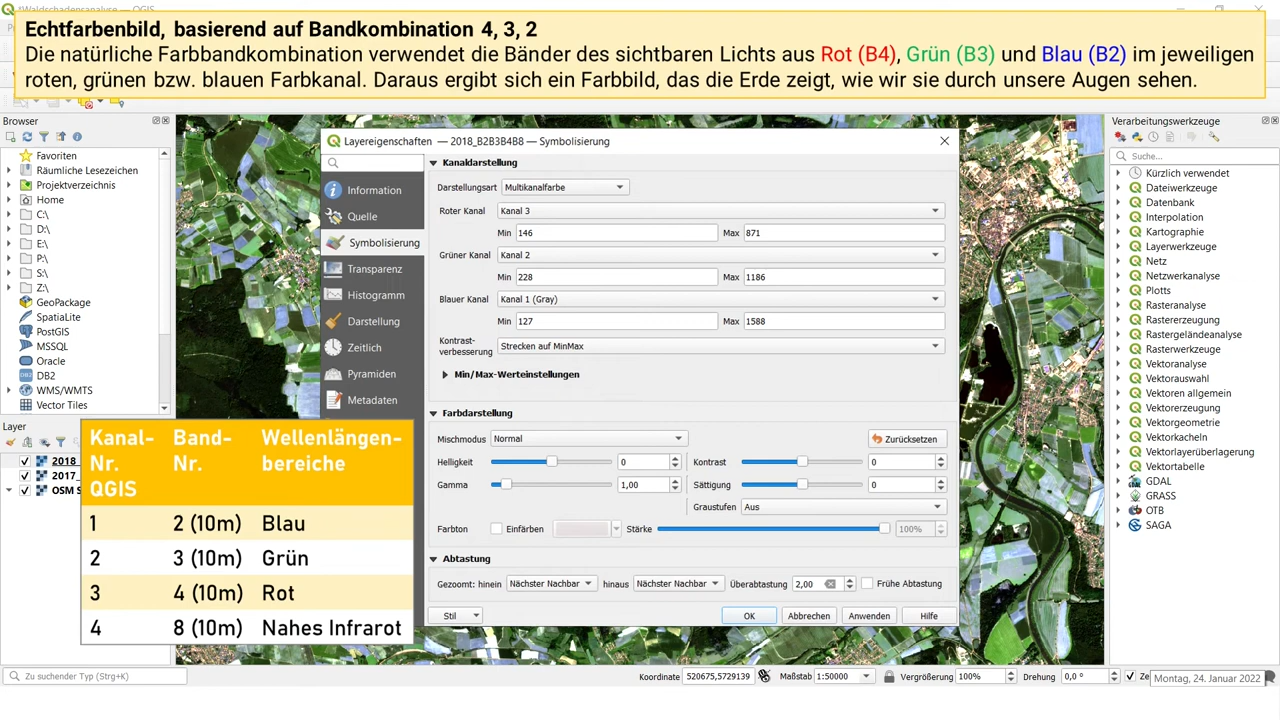 *Waldschadensanalyse — QGIS
Echtfarbenbild, basierend auf Bandkombination 4, 3, 2
Die natürliche Farbbandkombination verwendet die Bänder des sichtbaren Lichts aus Rot (B4), Grün (B3) und Blau (B2) im jeweiligen
roten, grünen bzw. blauen Farbkanal. Daraus ergibt sich ein Farbbild, das die Erde zeigt, wie wir sie durch unsere Augen sehen.
Browser
Favoriten
Räumliche Lesezeichen
Projektverzeichnis
Home
C:\
D:\
E:\
P:\
S:\
Z:\
GeoPackage
SpatiaLite
PostGIS
MSSQL
Oracle
DB2
WMS/WMTS
Vector Tiles
Layer
2018
2017
OSM S
Kanal-Nr. QGIS Band-Nr. Wellenlängen-bereiche
1 2 (10m) Blau
2 3 (10m) Grün
3 4 (10m) Rot
4 8 (10m) Nahes Infrarot
Layereigenschaften — 2018_B2B3B4B8 — Symbolisierung
Information
Quelle
Symbolisierung
Transparenz
Histogramm
Darstellung
Zeitlich
Pyramiden
Metadaten
Kanaldarstellung
Darstellungsart Multikanalfarbe
Roter Kanal Kanal 3
Min 146 Max 871
Grüner Kanal Kanal 2
Min 228 Max 1186
Blauer Kanal Kanal 1 (Gray)
Min 127 Max 1588
Kontrast-
verbesserung Strecken auf MinMax
Min/Max-Werteinstellungen
Farbdarstellung
Mischmodus Normal Zurücksetzen
Helligkeit 0 Kontrast 0
Gamma 1,00 Sättigung 0
Graustufen Aus
Farbton Einfärben Stärke 100%
Abtastung
Gezoomt: hinein Nächster Nachbar hinaus Nächster Nachbar Überabtastung 2,00 Frühe Abtastung
Stil OK Abbrechen Anwenden Hilfe
Verarbeitungswerkzeuge
Suche...
Kürzlich verwendet
Dateiwerkzeuge
Datenbank
Interpolation
Kartographie
Layerwerkzeuge
Netz
Netzwerkanalyse
Plotts
Rasteranalyse
Rastererzeugung
Rastergeländeanalyse
Rasterwerkzeuge
Vektoranalyse
Vektorauswahl
Vektoren allgemein
Vektorerzeugung
Vektorgeometrie
Vektorkacheln
Vektorlayerüberlagerung
Vektortabelle
GDAL
GRASS
OTB
SAGA
Zu suchender Typ (Strg+K) Koordinate 520675,5729139 Maßstab 1:50000 Vergrößerung 100% Drehung 0,0 ° Ze
Montag, 24. Januar 2022